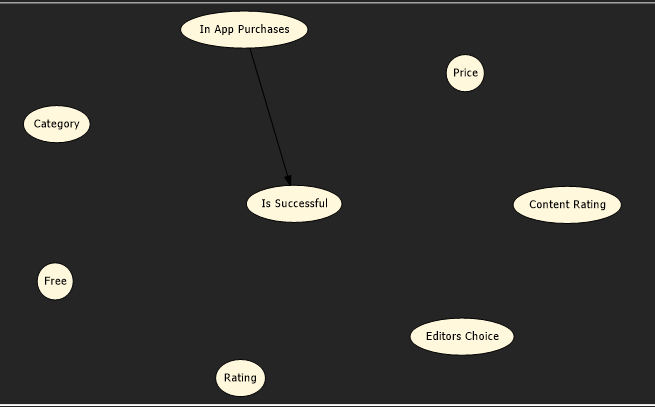 In App Purchases
Price
Category
Is Successful
Content Rating
Free
Editors Choice
Rating